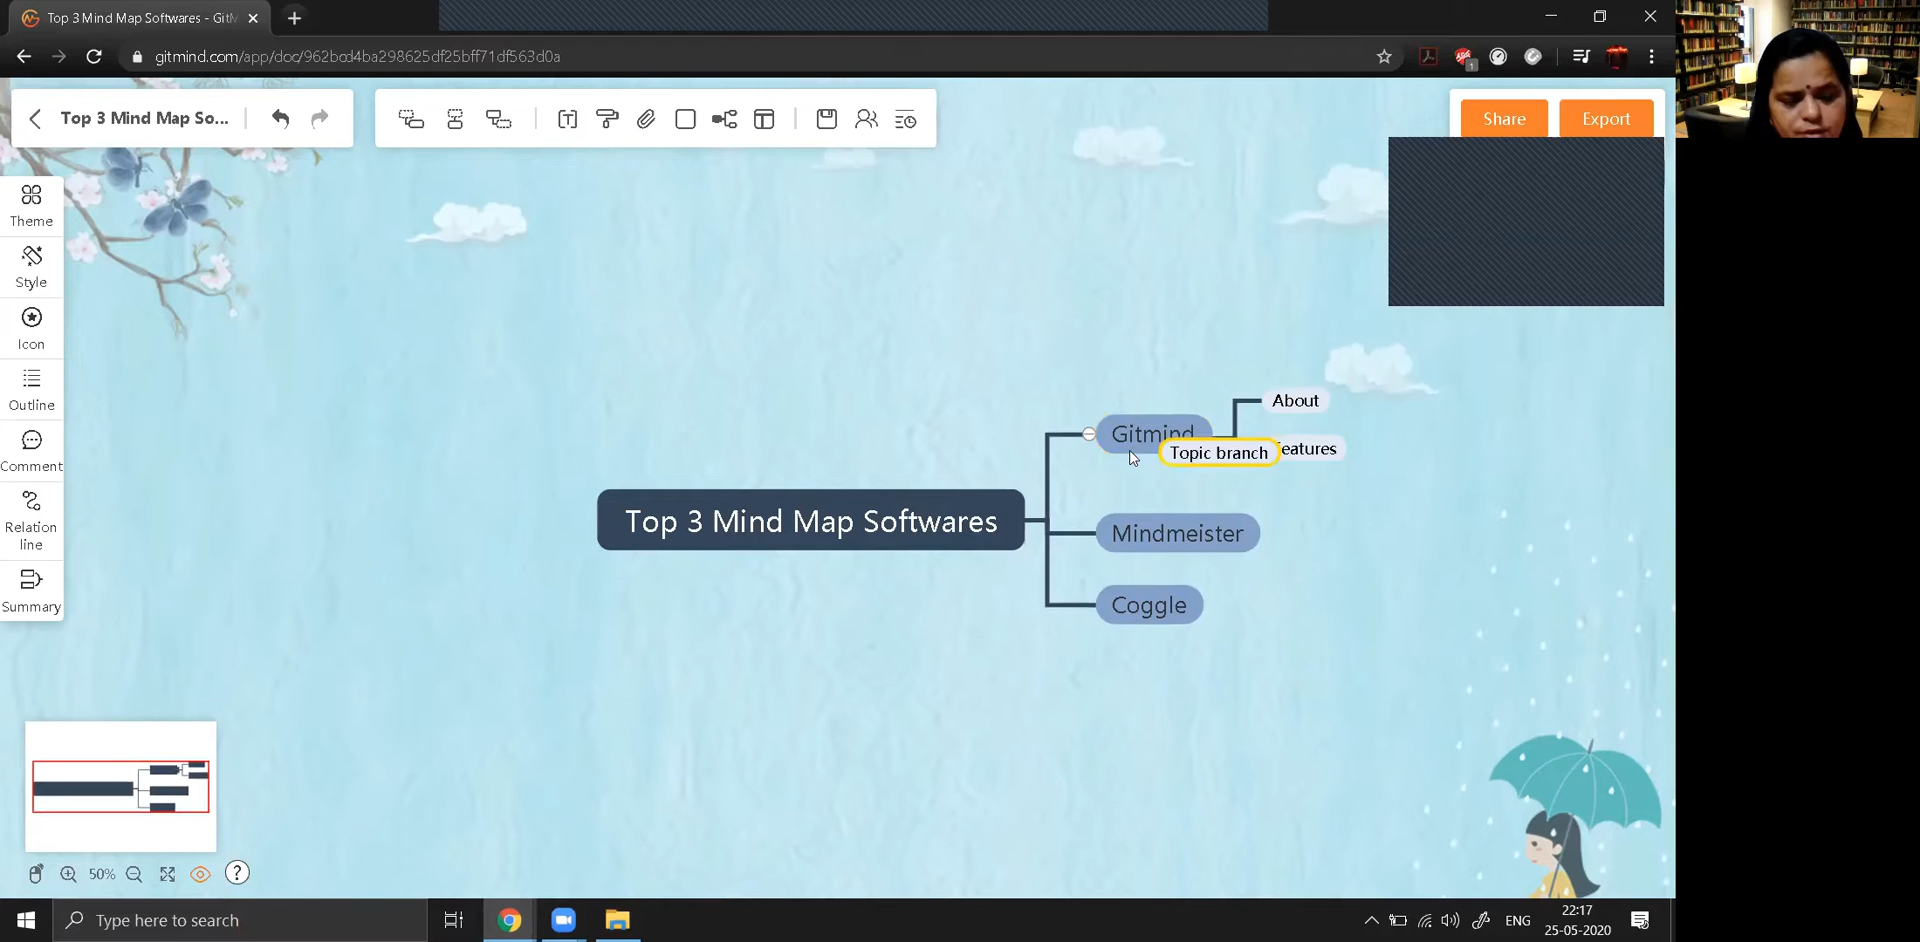 Top 3 Mind Map Softwares - GitM
gitmind.com/app/doc/962bcd4ba298625df25bff71df563d0a
Top 3 Mind Map So...
Share
Export
Theme
Style
Icon
Outline
Comment
Relation
line
Summary
About
Gitmind
Topic branch
eatures
Top 3 Mind Map Softwares
Mindmeister
Coggle
50%
?
Type here to search
ENG
22:17
25-05-2020